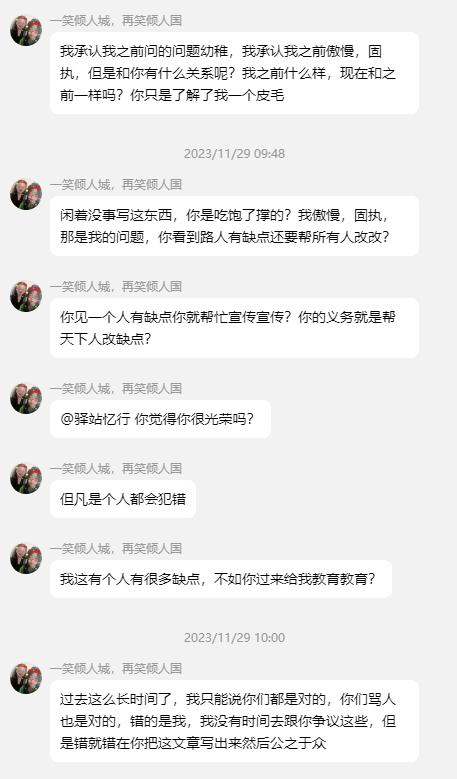 一笑倾人城，再笑倾人国
我承认我之前问的问题幼稚，我承认我之前傲慢，固
执，但是和你有什么关系呢？我之前什么样，现在和之
前一样吗？你只是了解了我一个皮毛
2023/11/29 09:48
一笑倾人城，再笑倾人国
闲着没事写这东西，你是吃饱了撑的？我傲慢，固执，
那是我的问题，你看到路人有缺点还要帮所有人改改？
一笑倾人城，再笑倾人国
你见一个人有缺点你就帮忙宣传宣传？你的义务就是帮
天下人改缺点？
一笑倾人城，再笑倾人国
@驿站忆行 你觉得你很光荣吗？
一笑倾人城，再笑倾人国
但凡是个人都会犯错
一笑倾人城，再笑倾人国
我这有个人有很多缺点，不如你过来给我教育教育？
2023/11/29 10:00
一笑倾人城，再笑倾人国
过去这么长时间了，我只能说你们都是对的，你们骂人
也是对的，错的是我，我没有时间去跟你争议这些，但
是错就错在你把这文章写出来然后公之于众